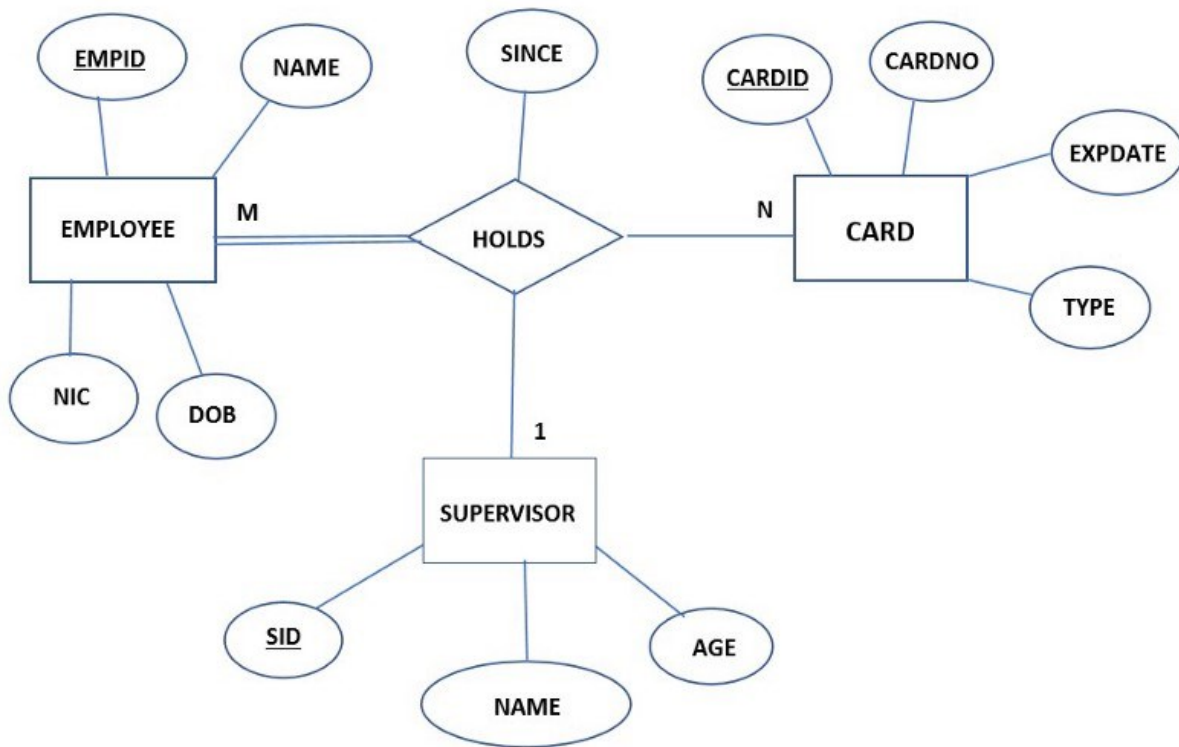 EMPID
NAME
SINCE
CARDID
CARDNO
EXPDATE
EMPLOYEE
M
HOLDS
N
CARD
TYPE
NIC
DOB
1
SUPERVISOR
SID
NAME
AGE